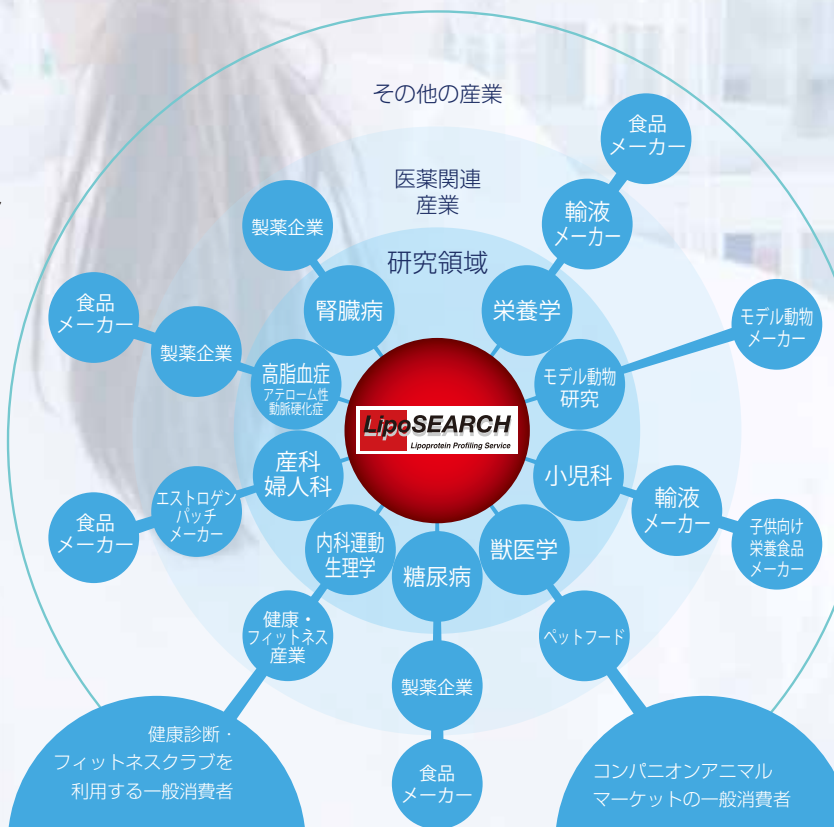 その他の産業
医薬関連
産業
研究領域
食品
メーカー
輸液
メーカー
栄養学
製薬企業
腎臓病
食品
メーカー
製薬企業
高脂血症
アテローム性
動脈硬化症
モデル動物
メーカー
モデル動物
研究
LipoSEARCH
Lipoprotein Profiling Service
産科
婦人科
エストロゲン
パッチ
メーカー
食品
メーカー
小児科
輸液
メーカー
子供向け
栄養食品
メーカー
内科運動
生理学
糖尿病
獣医学
健康・
フィットネス
産業
ペットフード
製薬企業
食品
メーカー
健康診断・
フィットネスクラブを
利用する一般消費者
コンパニオンアニマル
マーケットの一般消費者